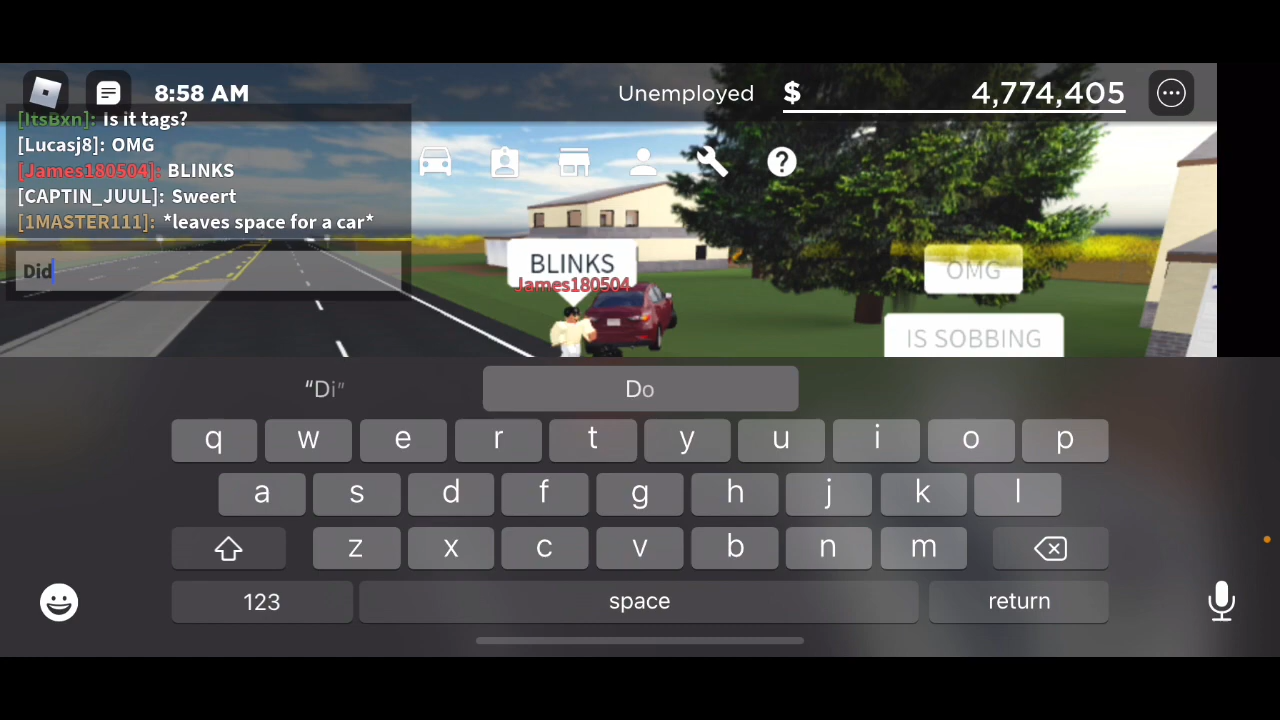 8:58 AM
Unemployed
$ 4,774,405
[ItsBxn]: Is it tags?
[Lucasj8]: OMG
[James180504]: BLINKS
[CAPTIN_JUUL]: Sweert
[1MASTER111]: *leaves space for a car*
Did
BLINKS
James180504
OMG
IS SOBBING
“Di”
Do
q w e r t y u i o p
a s d f g h j k l
z x c v b n m
123
space
return